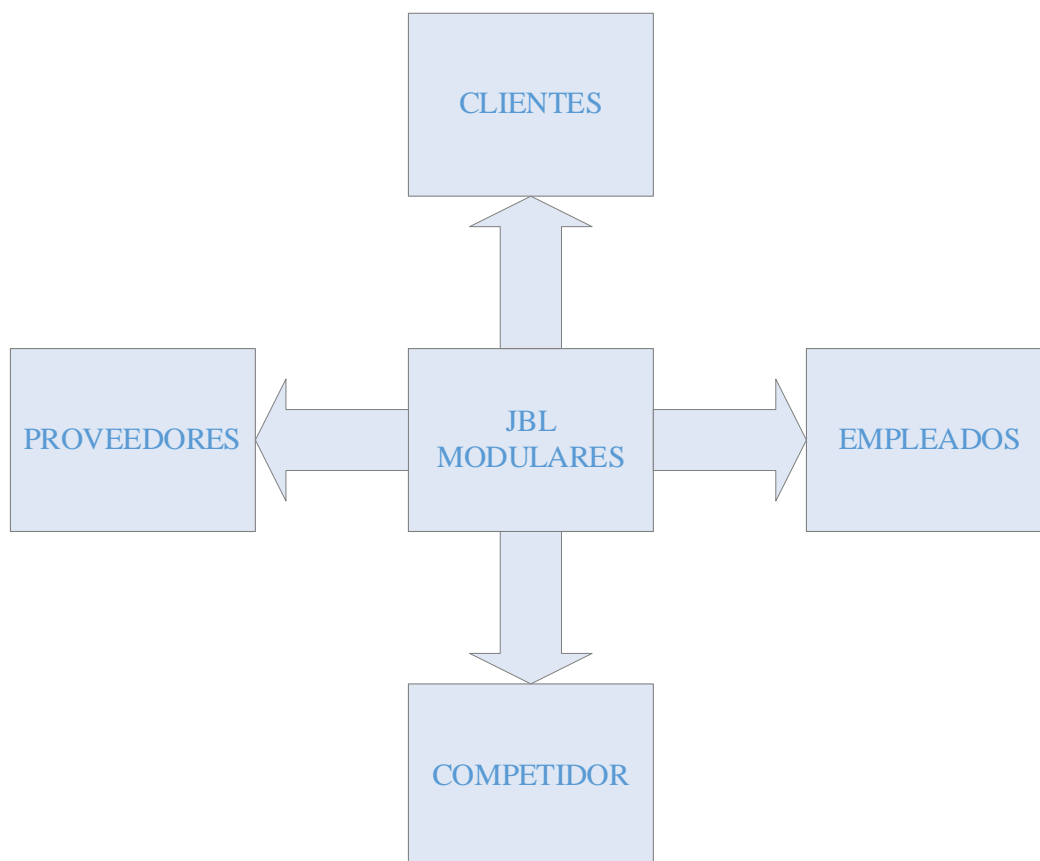 CLIENTES
PROVEEDORES
JBL
MODULARES
EMPLEADOS
COMPETIDOR